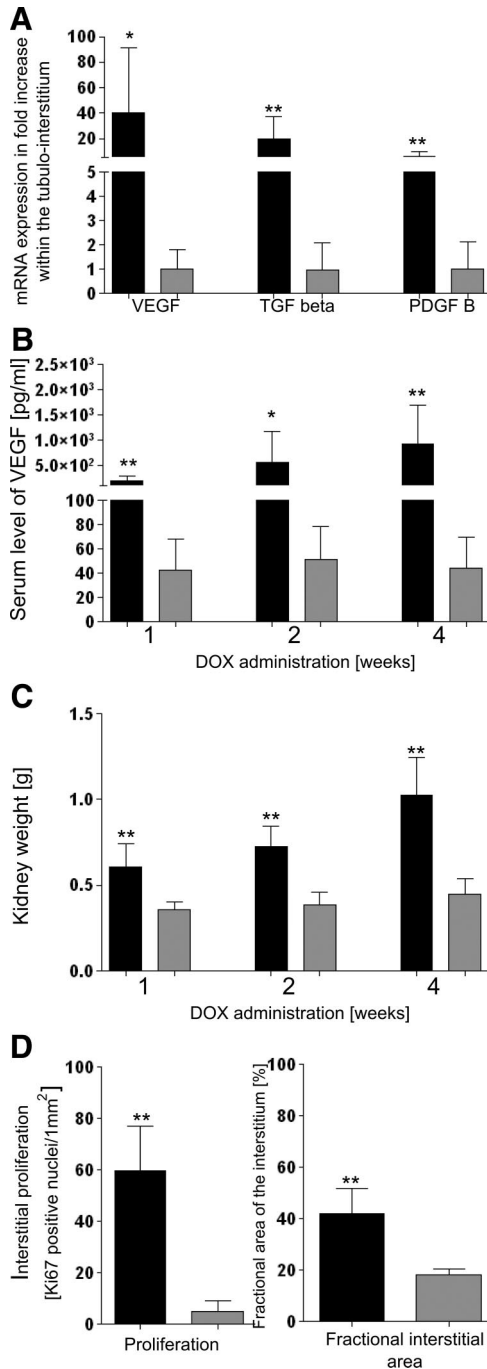 A
mRNA expression in fold increase
within the tubulo-interstitium
100
80
60
40
20
5
4
3
2
1
0
*
**
**
VEGF TGF beta PDGF B
B
Serum level of VEGF [pg/ml]
2.5×10³
2.0×10³
1.5×10³
1.0×10³
5.0×10²
100
80
60
40
20
0
**
*
**
1 2 4
DOX administration [weeks]
C
Kidney weight [g]
1.5
1.0
0.5
0.0
**
**
**
1 2 4
DOX administration [weeks]
D
Interstitial proliferation
[Ki67 positive nuclei/1mm²]
100
80
60
40
20
0
**
Proliferation
Fractional area of the interstitium [%]
100
80
60
40
20
0
**
Fractional interstitial
area